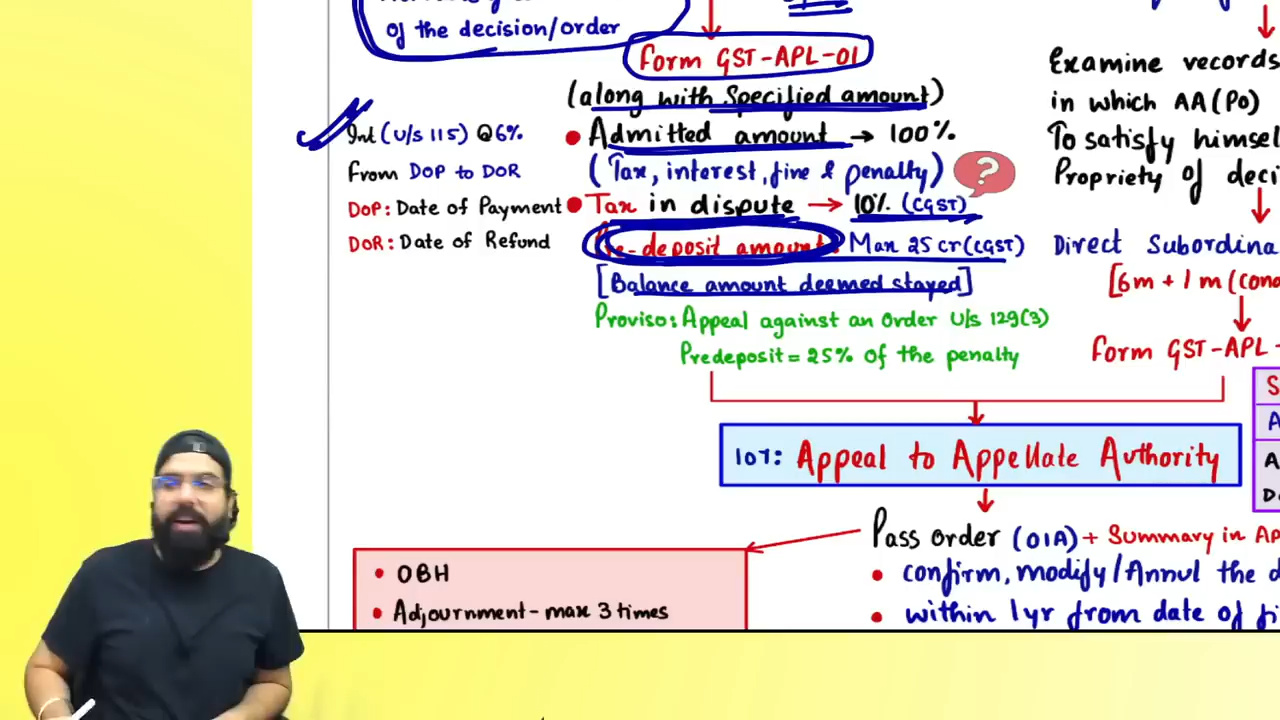 of the decision/order
Form GST-APL-01
(along with Specified amount)
Int (U/s 115) @6%
From DOP to DOR
DOP: Date of Payment
DOR: Date of Refund
• Admitted amount → 100%
(Tax, interest, fine & penalty)
?
• Tax in dispute → 10% (CGST)
Pre-deposit amount: Max 25 cr (CGST)
[Balance amount deemed stayed]
Proviso: Appeal against an order U/s 129(3)
Predeposit = 25% of the penalty
Examine records
in which AA(PO)
To satisfy himse
Propriety of deci
Direct Subordina
[6m + 1m (con
Form GST-APL-
107: Appeal to Appellate Authority
Pass order (OIA) + Summary in AP
• confirm, modify/Annul the d
• within 1yr from date of fi
• OBH
• Adjournment - max 3 times